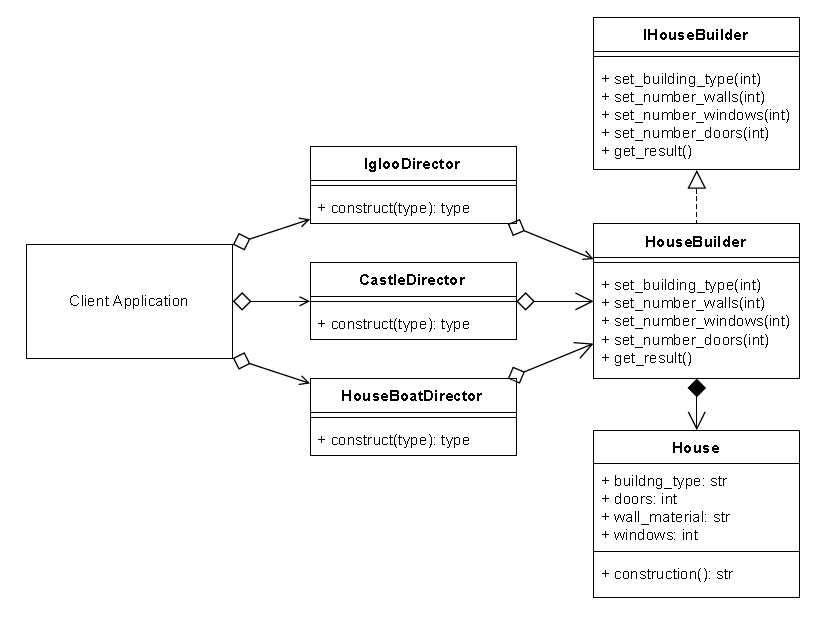 IHouseBuilder
+ set_building_type(int)
+ set_number_walls(int)
+ set_number_windows(int)
+ set_number_doors(int)
+ get_result()
IglooDirector
+ construct(type): type
HouseBuilder
+ set_building_type(int)
+ set_number_walls(int)
+ set_number_windows(int)
+ set_number_doors(int)
+ get_result()
Client Application
CastleDirector
+ construct(type): type
HouseBoatDirector
+ construct(type): type
House
+ buildng_type: str
+ doors: int
+ wall_material: str
+ windows: int
+ construction(): str